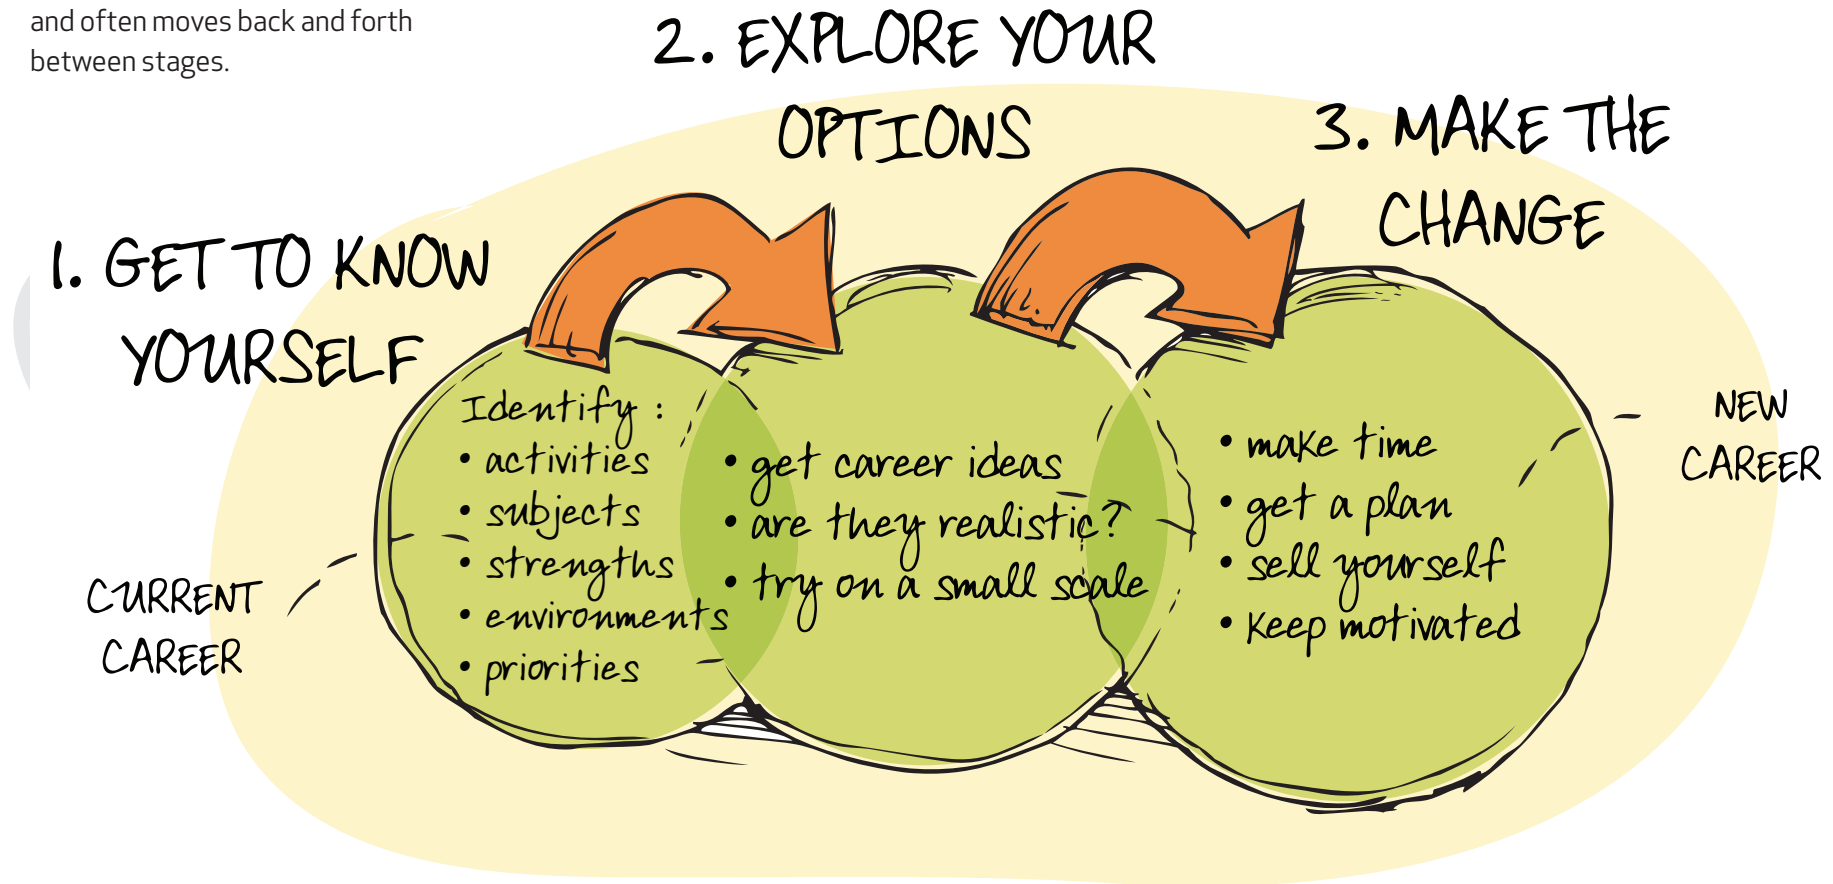 and often moves back and forth
between stages.
1. GET TO KNOW
YOURSELF
2. EXPLORE YOUR
OPTIONS
3. MAKE THE
CHANGE
CURRENT
CAREER
Identify :
• activities
• subjects
• strengths
• environments
• priorities
• get career ideas
• are they realistic?
• try on a small scale
• make time
• get a plan
• sell yourself
• Keep motivated
NEW
CAREER